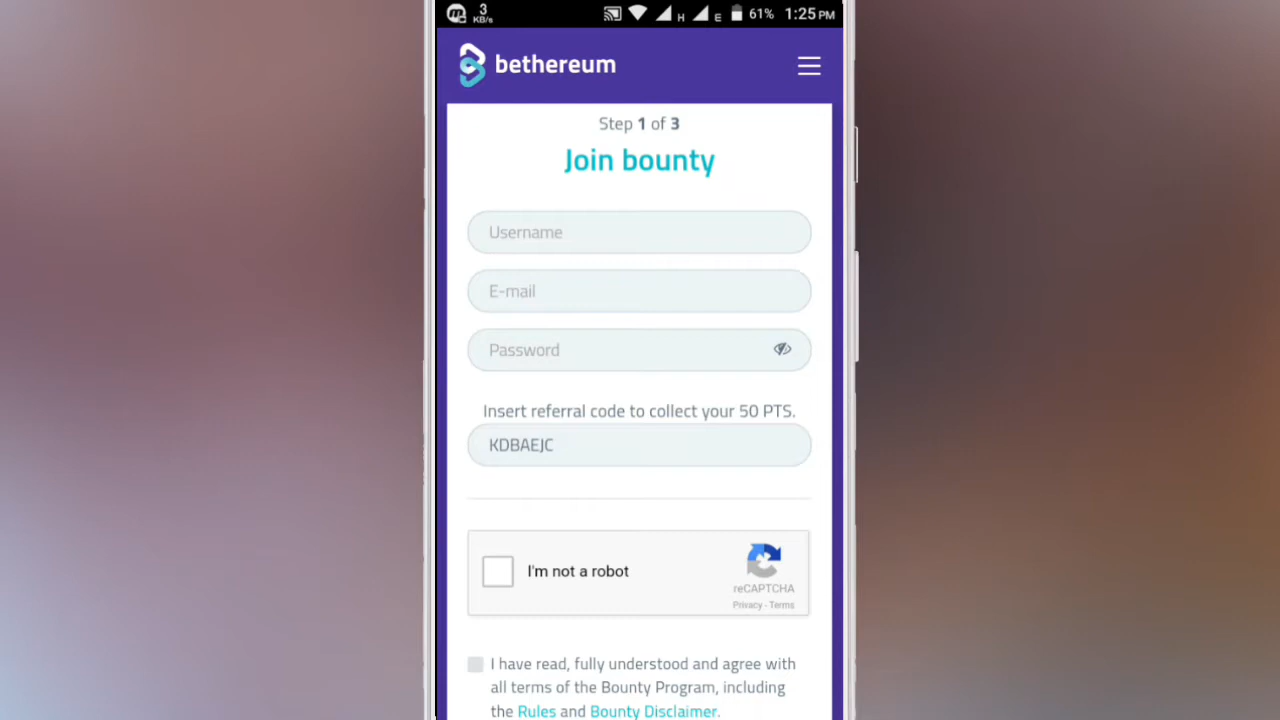 3
KB/s
H
E
61%
1:25 PM
bethereum
Step 1 of 3
Join bounty
Username
E-mail
Password
Insert referral code to collect your 50 PTS.
KDBAEJC
I'm not a robot
reCAPTCHA
Privacy - Terms
I have read, fully understood and agree with
all terms of the Bounty Program, including
the Rules and Bounty Disclaimer.